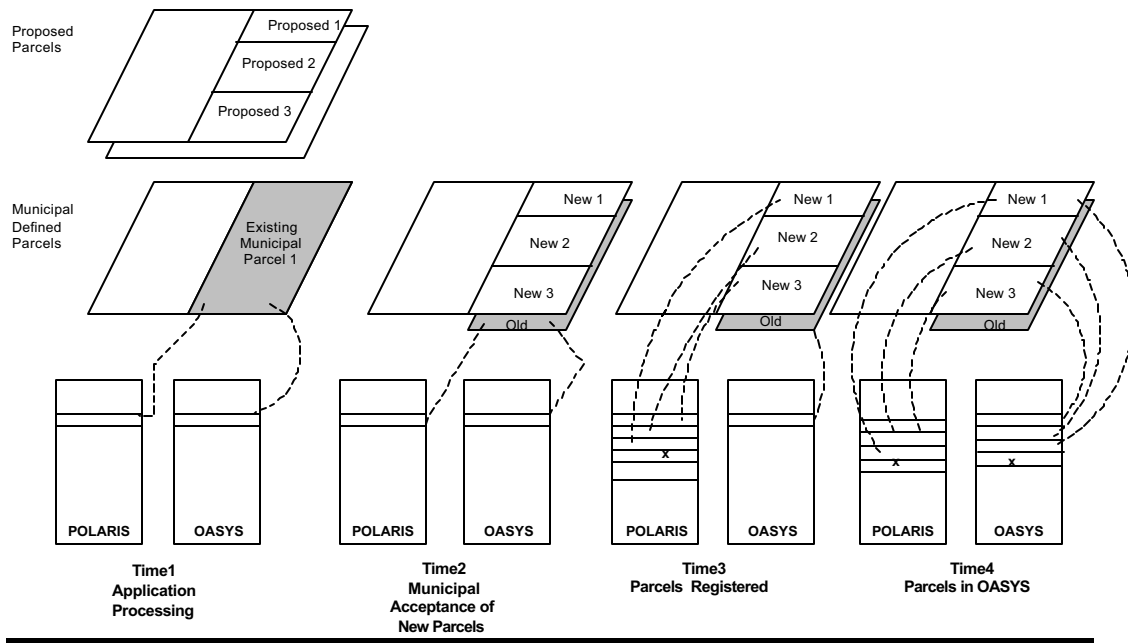 Proposed
Parcels
Proposed 1
Proposed 2
Proposed 3
Municipal
Defined
Parcels
Existing
Municipal
Parcel 1
New 1
New 2
New 3
Old
New 1
New 2
New 3
Old
New 1
New 2
New 3
Old
x
x
x
POLARIS
OASYS
POLARIS
OASYS
POLARIS
OASYS
POLARIS
OASYS
Time1
Application
Processing
Time2
Municipal
Acceptance of
New Parcels
Time3
Parcels Registered
Time4
Parcels in OASYS